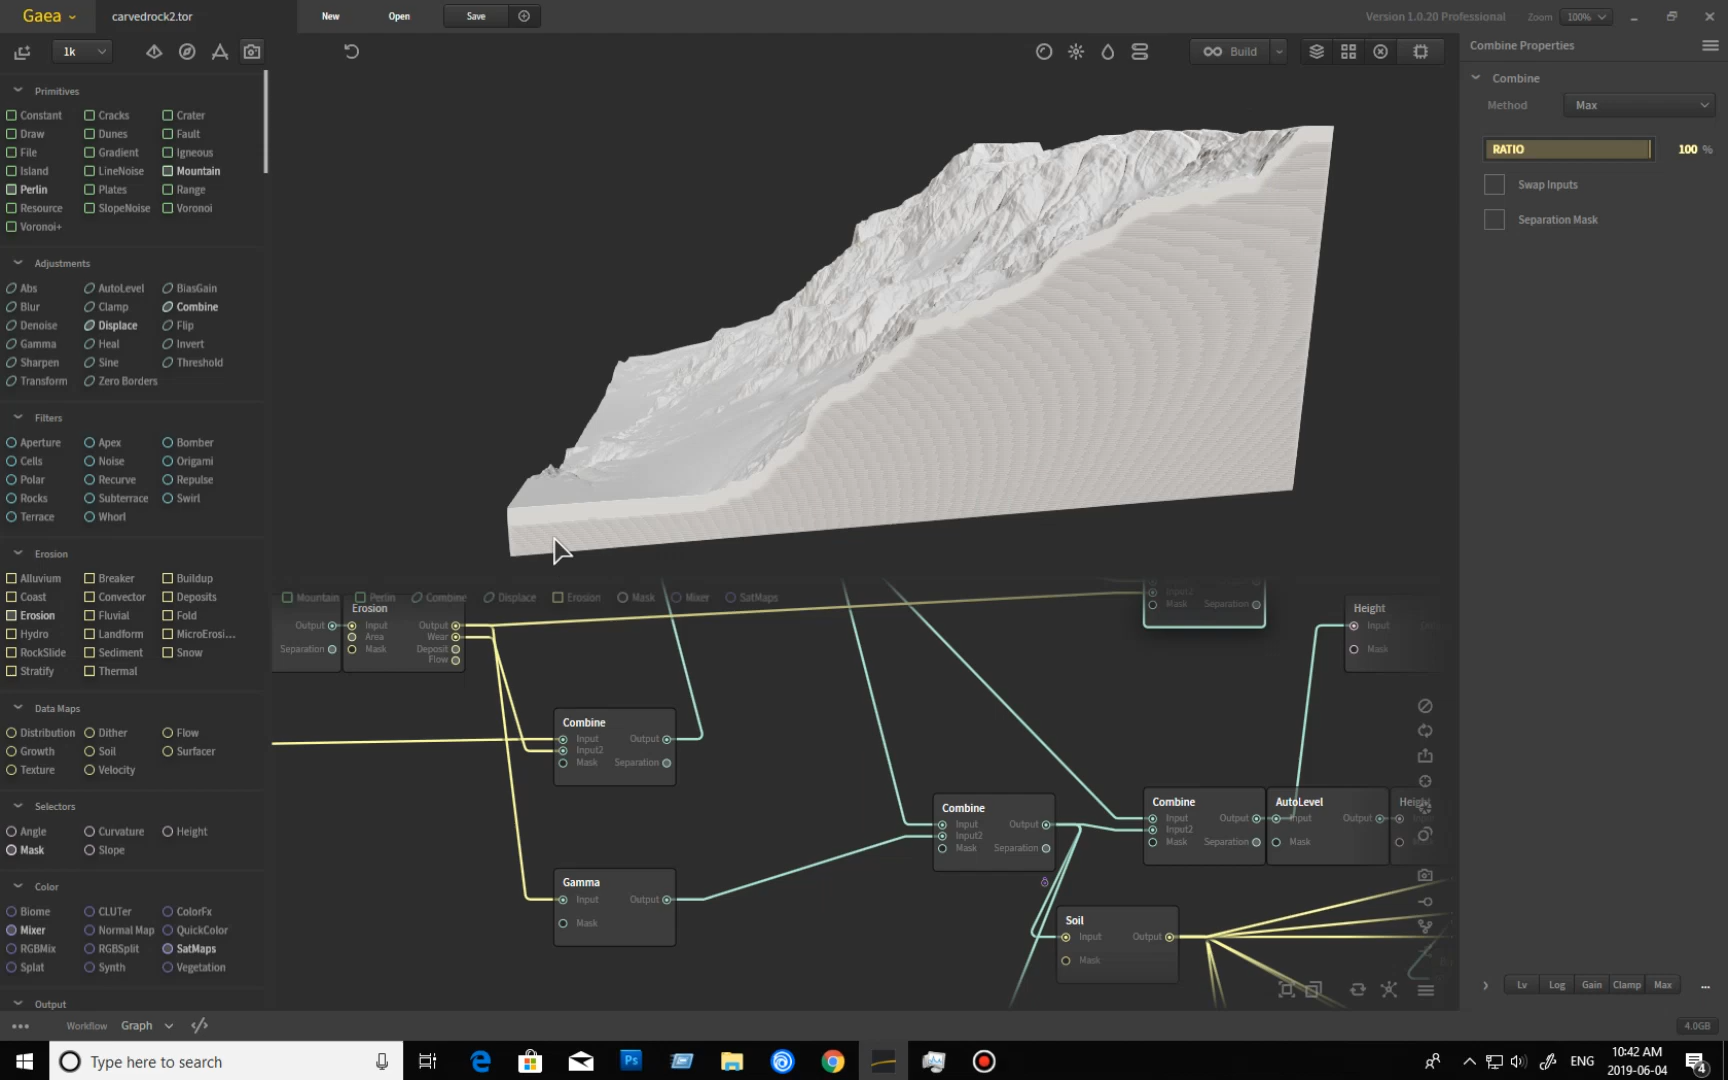 Gaea
carvedrock2.tor
New
Open
Save
Version 1.0.20 Professional
Zoom
100%
1k
Build
Combine Properties
Combine
Method
Max
RATIO
100 %
Swap Inputs
Separation Mask
Primitives
Constant Cracks Crater
Draw Dunes Fault
File Gradient Igneous
Island LineNoise Mountain
Perlin Plates Range
Resource SlopeNoise Voronoi
Voronoi+
Adjustments
Abs AutoLevel BiasGain
Blur Clamp Combine
Denoise Displace Flip
Gamma Heal Invert
Sharpen Sine Threshold
Transform Zero Borders
Filters
Aperture Apex Bomber
Cells Noise Origami
Polar Recurve Repulse
Rocks Subterrace Swirl
Terrace Whorl
Erosion
Alluvium Breaker Buildup
Coast Convector Deposits
Erosion Fluvial Fold
Hydro Landform MicroErosi...
RockSlide Sediment Snow
Stratify Thermal
Data Maps
Distribution Dither Flow
Growth Soil Surfacer
Texture Velocity
Selectors
Angle Curvature Height
Mask Slope
Color
Biome CLUTer ColorFx
Mixer Normal Map QuickColor
RGBMix RGBSplit SatMaps
Splat Synth Vegetation
Output
Mountain Perlin Combine Displace Erosion Mask Mixer SatMaps
Output
Separation
Erosion
Input Output
Area Wear
Mask Deposit
Flow
Input2
Mask Separation
Height
Input
Mask
Combine
Input Output
Input2
Mask Separation
Combine
Input Output
Input2
Mask Separation
Combine
Input Output
Input2
Mask Separation
AutoLevel
Input Output
Mask
Height
Input
Mask
Gamma
Input Output
Mask
Soil
Input Output
Mask
Lv Log Gain Clamp Max ...
Workflow Graph
4.0GB
Type here to search
Ps
ENG
10:42 AM
2019-06-04
4